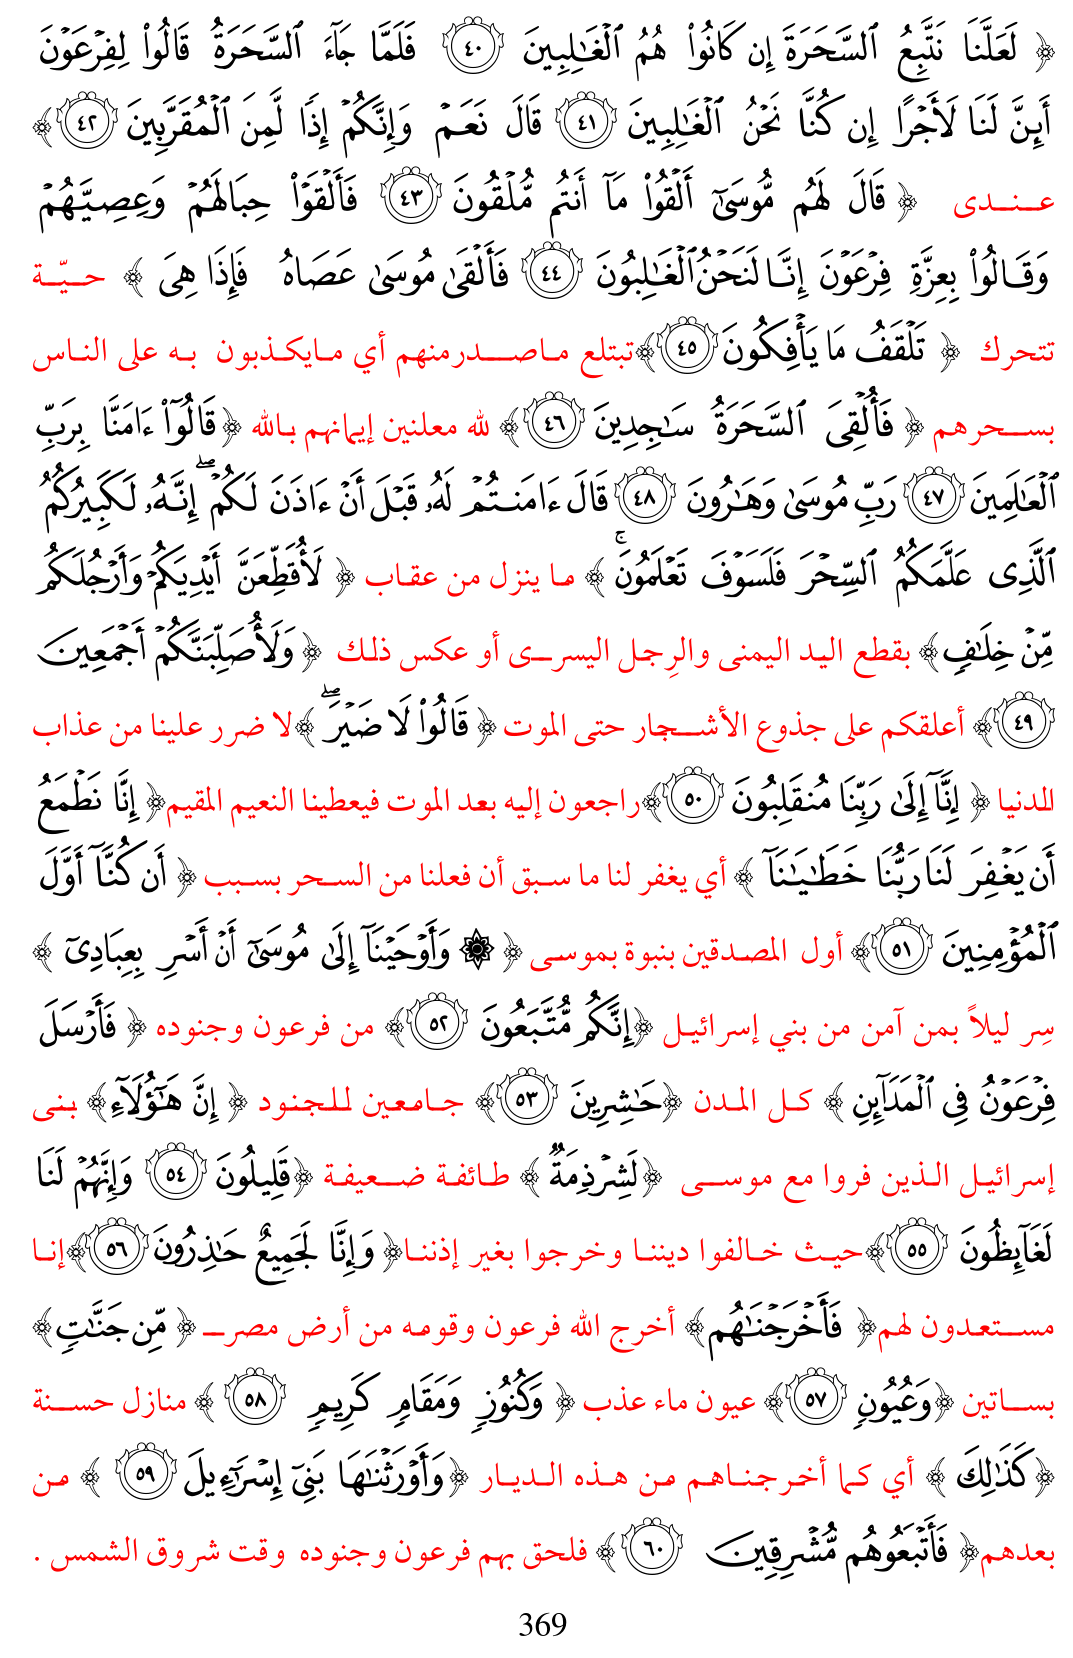 ﴿ لَعَلَّنَا نَتَّبِعُ ٱلسَّحَرَةَ إِن كَانُوا۟ هُمُ ٱلْغَـٰلِبِينَ ٤٠ فَلَمَّا جَآءَ ٱلسَّحَرَةُ قَالُوا۟ لِفِرْعَوْنَ
أَئِنَّ لَنَا لَأَجْرًا إِن كُنَّا نَحْنُ ٱلْغَـٰلِبِينَ ٤١ قَالَ نَعَمْ وَإِنَّكُمْ إِذًا لَّمِنَ ٱلْمُقَرَّبِينَ ٤٢ ﴾
عندى ﴿ قَالَ لَهُم مُّوسَىٰٓ أَلْقُوا۟ مَآ أَنتُم مُّلْقُونَ ٤٣ فَأَلْقَوْا۟ حِبَالَهُمْ وَعِصِيَّهُمْ
وَقَالُوا۟ بِعِزَّةِ فِرْعَوْنَ إِنَّا لَنَحْنُ ٱلْغَـٰلِبُونَ ٤٤ فَأَلْقَىٰ مُوسَىٰ عَصَاهُ فَإِذَا هِىَ ﴾ حيّة
تتحرك ﴿ تَلْقَفُ مَا يَأْفِكُونَ ٤٥ ﴾ تبتلع ماصدرمنهم أي مايكذبون به على الناس
بسحرهم ﴿ فَأُلْقِىَ ٱلسَّحَرَةُ سَـٰجِدِينَ ٤٦ ﴾ لله معلنين إيمانهم بالله ﴿ قَالُوٓا۟ ءَامَنَّا بِرَبِّ
ٱلْعَـٰلَمِينَ ٤٧ رَبِّ مُوسَىٰ وَهَـٰرُونَ ٤٨ قَالَ ءَامَنتُمْ لَهُۥ قَبْلَ أَنْ ءَاذَنَ لَكُمْ ۖ إِنَّهُۥ لَكَبِيرُكُمُ
ٱلَّذِى عَلَّمَكُمُ ٱلسِّحْرَ فَلَسَوْفَ تَعْلَمُونَ ۚ ﴾ ما ينزل من عقاب ﴿ لَأُقَطِّعَنَّ أَيْدِيَكُمْ وَأَرْجُلَكُم
مِّنْ خِلَـٰفٍ ﴾ بقطع اليد اليمنى والرِجل اليسرى أو عكس ذلك ﴿ وَلَأُصَلِّبَنَّكُمْ أَجْمَعِينَ
٤٩ ﴾ أعلقكم على جذوع الأشجار حتى الموت ﴿ قَالُوا۟ لَا ضَيْرَ ۖ ﴾ لا ضرر علينا من عذاب
الدنيا ﴿ إِنَّآ إِلَىٰ رَبِّنَا مُنقَلِبُونَ ٥٠ ﴾ راجعون إليه بعد الموت فيعطينا النعيم المقيم ﴿ إِنَّا نَطْمَعُ
أَن يَغْفِرَ لَنَا رَبُّنَا خَطَـٰيَـٰنَآ ﴾ أي يغفر لنا ما سبق أن فعلنا من السحر بسبب ﴿ أَن كُنَّآ أَوَّلَ
ٱلْمُؤْمِنِينَ ٥١ ﴾ أول المصدقين بنبوة بموسى ﴿ ۞ وَأَوْحَيْنَآ إِلَىٰ مُوسَىٰٓ أَنْ أَسْرِ بِعِبَادِىٓ ﴾
سِر ليلاً بمن آمن من بني إسرائيل ﴿ إِنَّكُم مُّتَّبَعُونَ ٥٢ ﴾ من فرعون وجنوده ﴿ فَأَرْسَلَ
فِرْعَوْنُ فِى ٱلْمَدَآئِنِ ﴾ كل المدن ﴿ حَـٰشِرِينَ ٥٣ ﴾ جامعين للجنود ﴿ إِنَّ هَـٰٓؤُلَآءِ ﴾ بنى
إسرائيل الذين فروا مع موسى ﴿ لَشِرْذِمَةٌ ﴾ طائفة ضعيفة ﴿ قَلِيلُونَ ٥٤ وَإِنَّهُمْ لَنَا
لَغَآئِظُونَ ٥٥ ﴾ حيث خالفوا ديننا وخرجوا بغير إذننا ﴿ وَإِنَّا لَجَمِيعٌ حَـٰذِرُونَ ٥٦ ﴾ إنا
مستعدون لهم ﴿ فَأَخْرَجْنَـٰهُم ﴾ أخرج الله فرعون وقومه من أرض مصر ﴿ مِّن جَنَّـٰتٍ ﴾
بساتين ﴿ وَعُيُونٍ ٥٧ ﴾ عيون ماء عذب ﴿ وَكُنُوزٍ وَمَقَامٍ كَرِيمٍ ٥٨ ﴾ منازل حسنة
﴿ كَذَٰلِكَ ﴾ أي كما أخرجناهم من هذه الديار ﴿ وَأَوْرَثْنَـٰهَا بَنِىٓ إِسْرَٰٓءِيلَ ٥٩ ﴾ من
بعدهم ﴿ فَأَتْبَعُوهُم مُّشْرِقِينَ ٦٠ ﴾ فلحق بهم فرعون وجنوده وقت شروق الشمس .
369